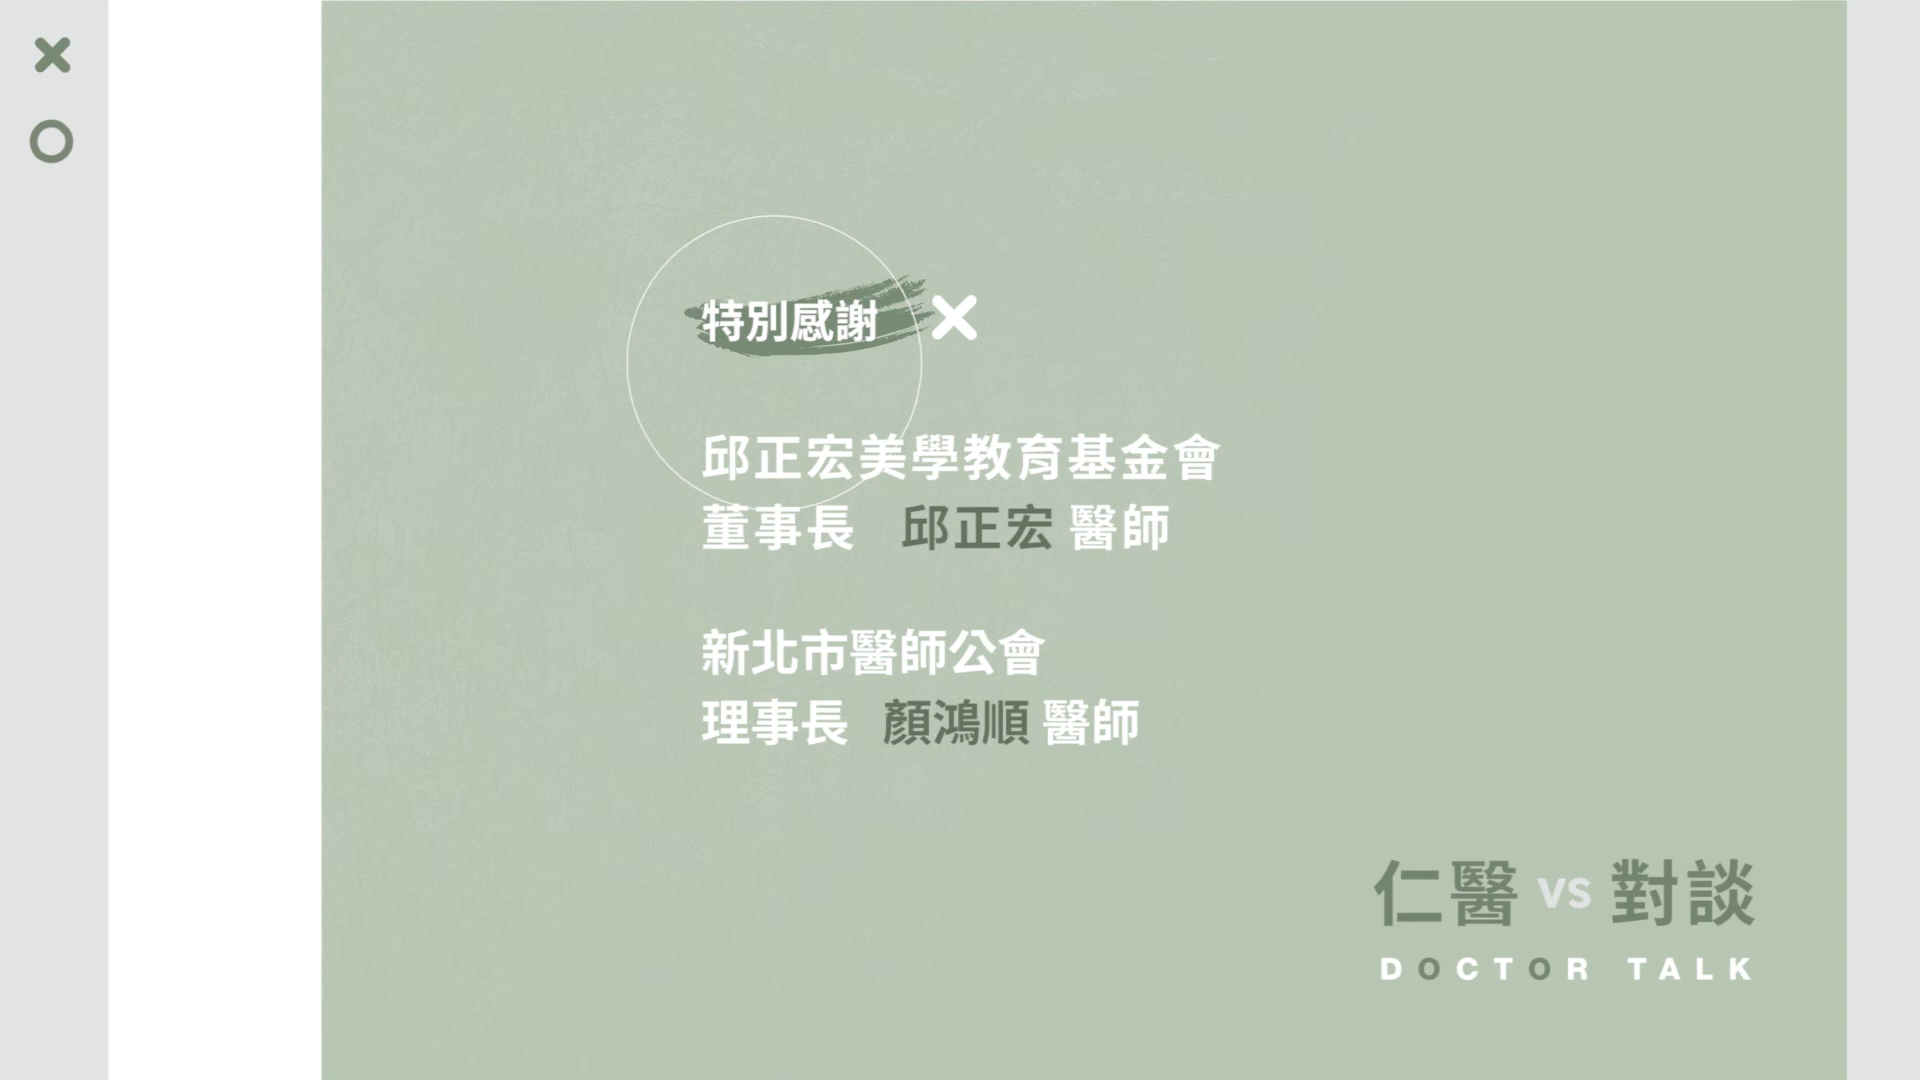 特別感謝
邱正宏美學教育基金會
董事長 邱正宏 醫師
新北市醫師公會
理事長 顏鴻順 醫師
仁醫 VS 對談
DOCTOR TALK